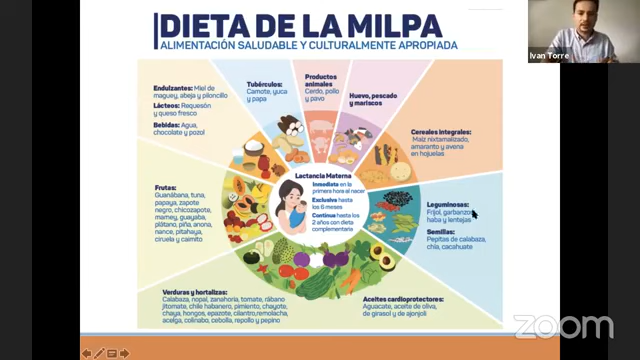 DIETA DE LA MILPA
ALIMENTACIÓN SALUDABLE Y CULTURALMENTE APROPIADA
Ivan Torre
Endulzantes: Miel de
maguey, abeja y piloncillo
Lácteos: Requesón
y queso fresco
Bebidas: Agua,
chocolate y pozol
Tubérculos:
Camote, yuca
y papa
Productos
animales
Cerdo, pollo
y pavo
Huevo, pescado
y mariscos
Cereales integrales:
Maíz nixtamalizado,
amaranto y avena
en hojuelas
Lactancia Materna
Inmediata en la
primera hora al nacer
Exclusiva hasta
los 6 meses
Continua hasta los
2 años con dieta
complementaria
Frutas:
Guanábana, tuna,
papaya, zapote
negro, chicozapote,
mamey, guayaba,
plátano, piña, anona,
nance, pitahaya,
ciruela y caimito
Leguminosas:
Frijol, garbanzo,
haba y lentejas
Semillas:
Pepitas de calabaza,
chía, cacahuate
Verduras y hortalizas:
Calabaza, nopal, zanahoria, tomate, rábano
jitomate, chile habanero, pimiento, chayote,
chaya, hongos, epazote, cilantro, remolacha,
acelga, colinabo, cebolla, repollo y pepino
Aceites cardioprotectores:
Aguacate, aceite de oliva,
de girasol y de ajonjolí
zoom